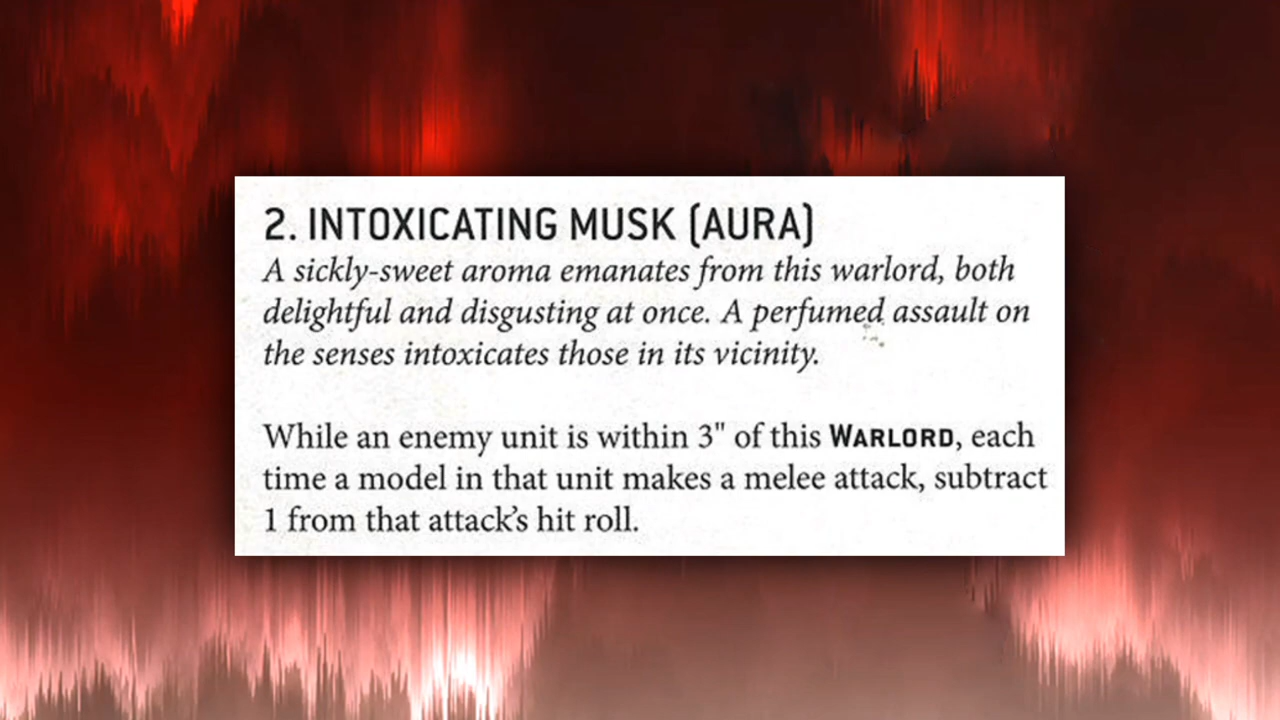 2. INTOXICATING MUSK (AURA)
A sickly-sweet aroma emanates from this warlord, both
delightful and disgusting at once. A perfumed assault on
the senses intoxicates those in its vicinity.
While an enemy unit is within 3" of this WARLORD, each
time a model in that unit makes a melee attack, subtract
1 from that attack's hit roll.